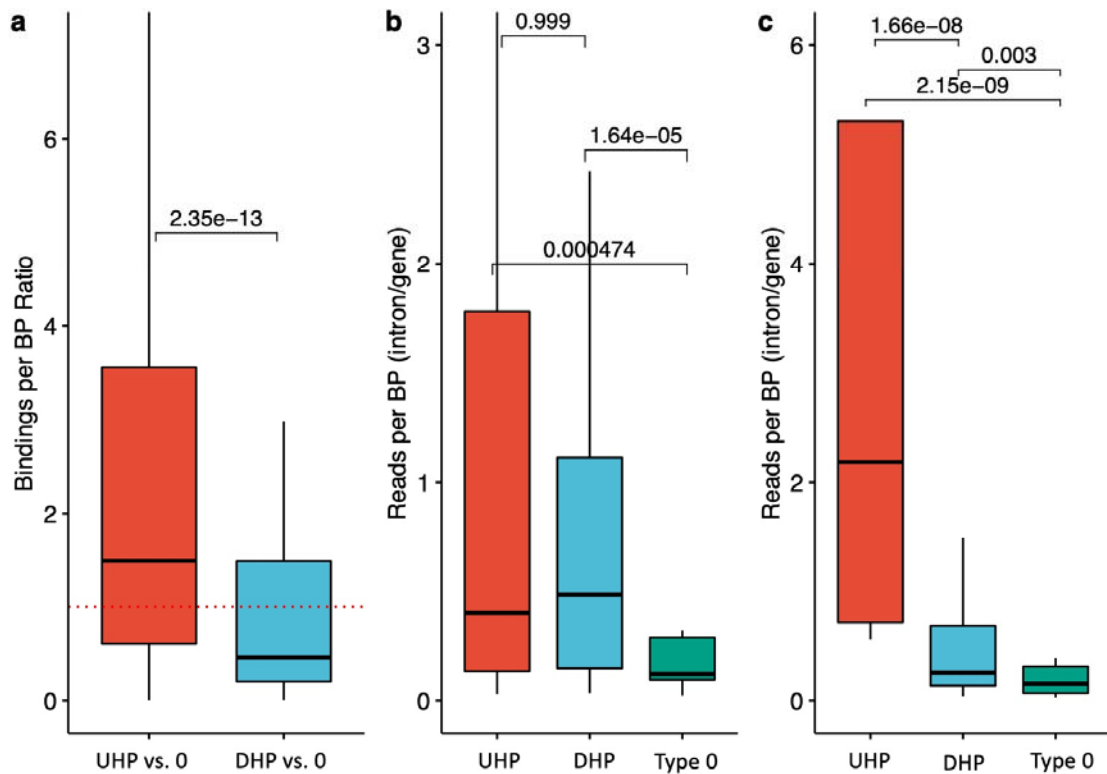 a
Bindings per BP Ratio
6
4
2
0
2.35e−13
UHP vs. 0
DHP vs. 0
b
Reads per BP (intron/gene)
3
2
1
0
0.999
1.64e−05
0.000474
UHP
DHP
Type 0
c
Reads per BP (intron/gene)
6
4
2
0
1.66e−08
0.003
2.15e−09
UHP
DHP
Type 0